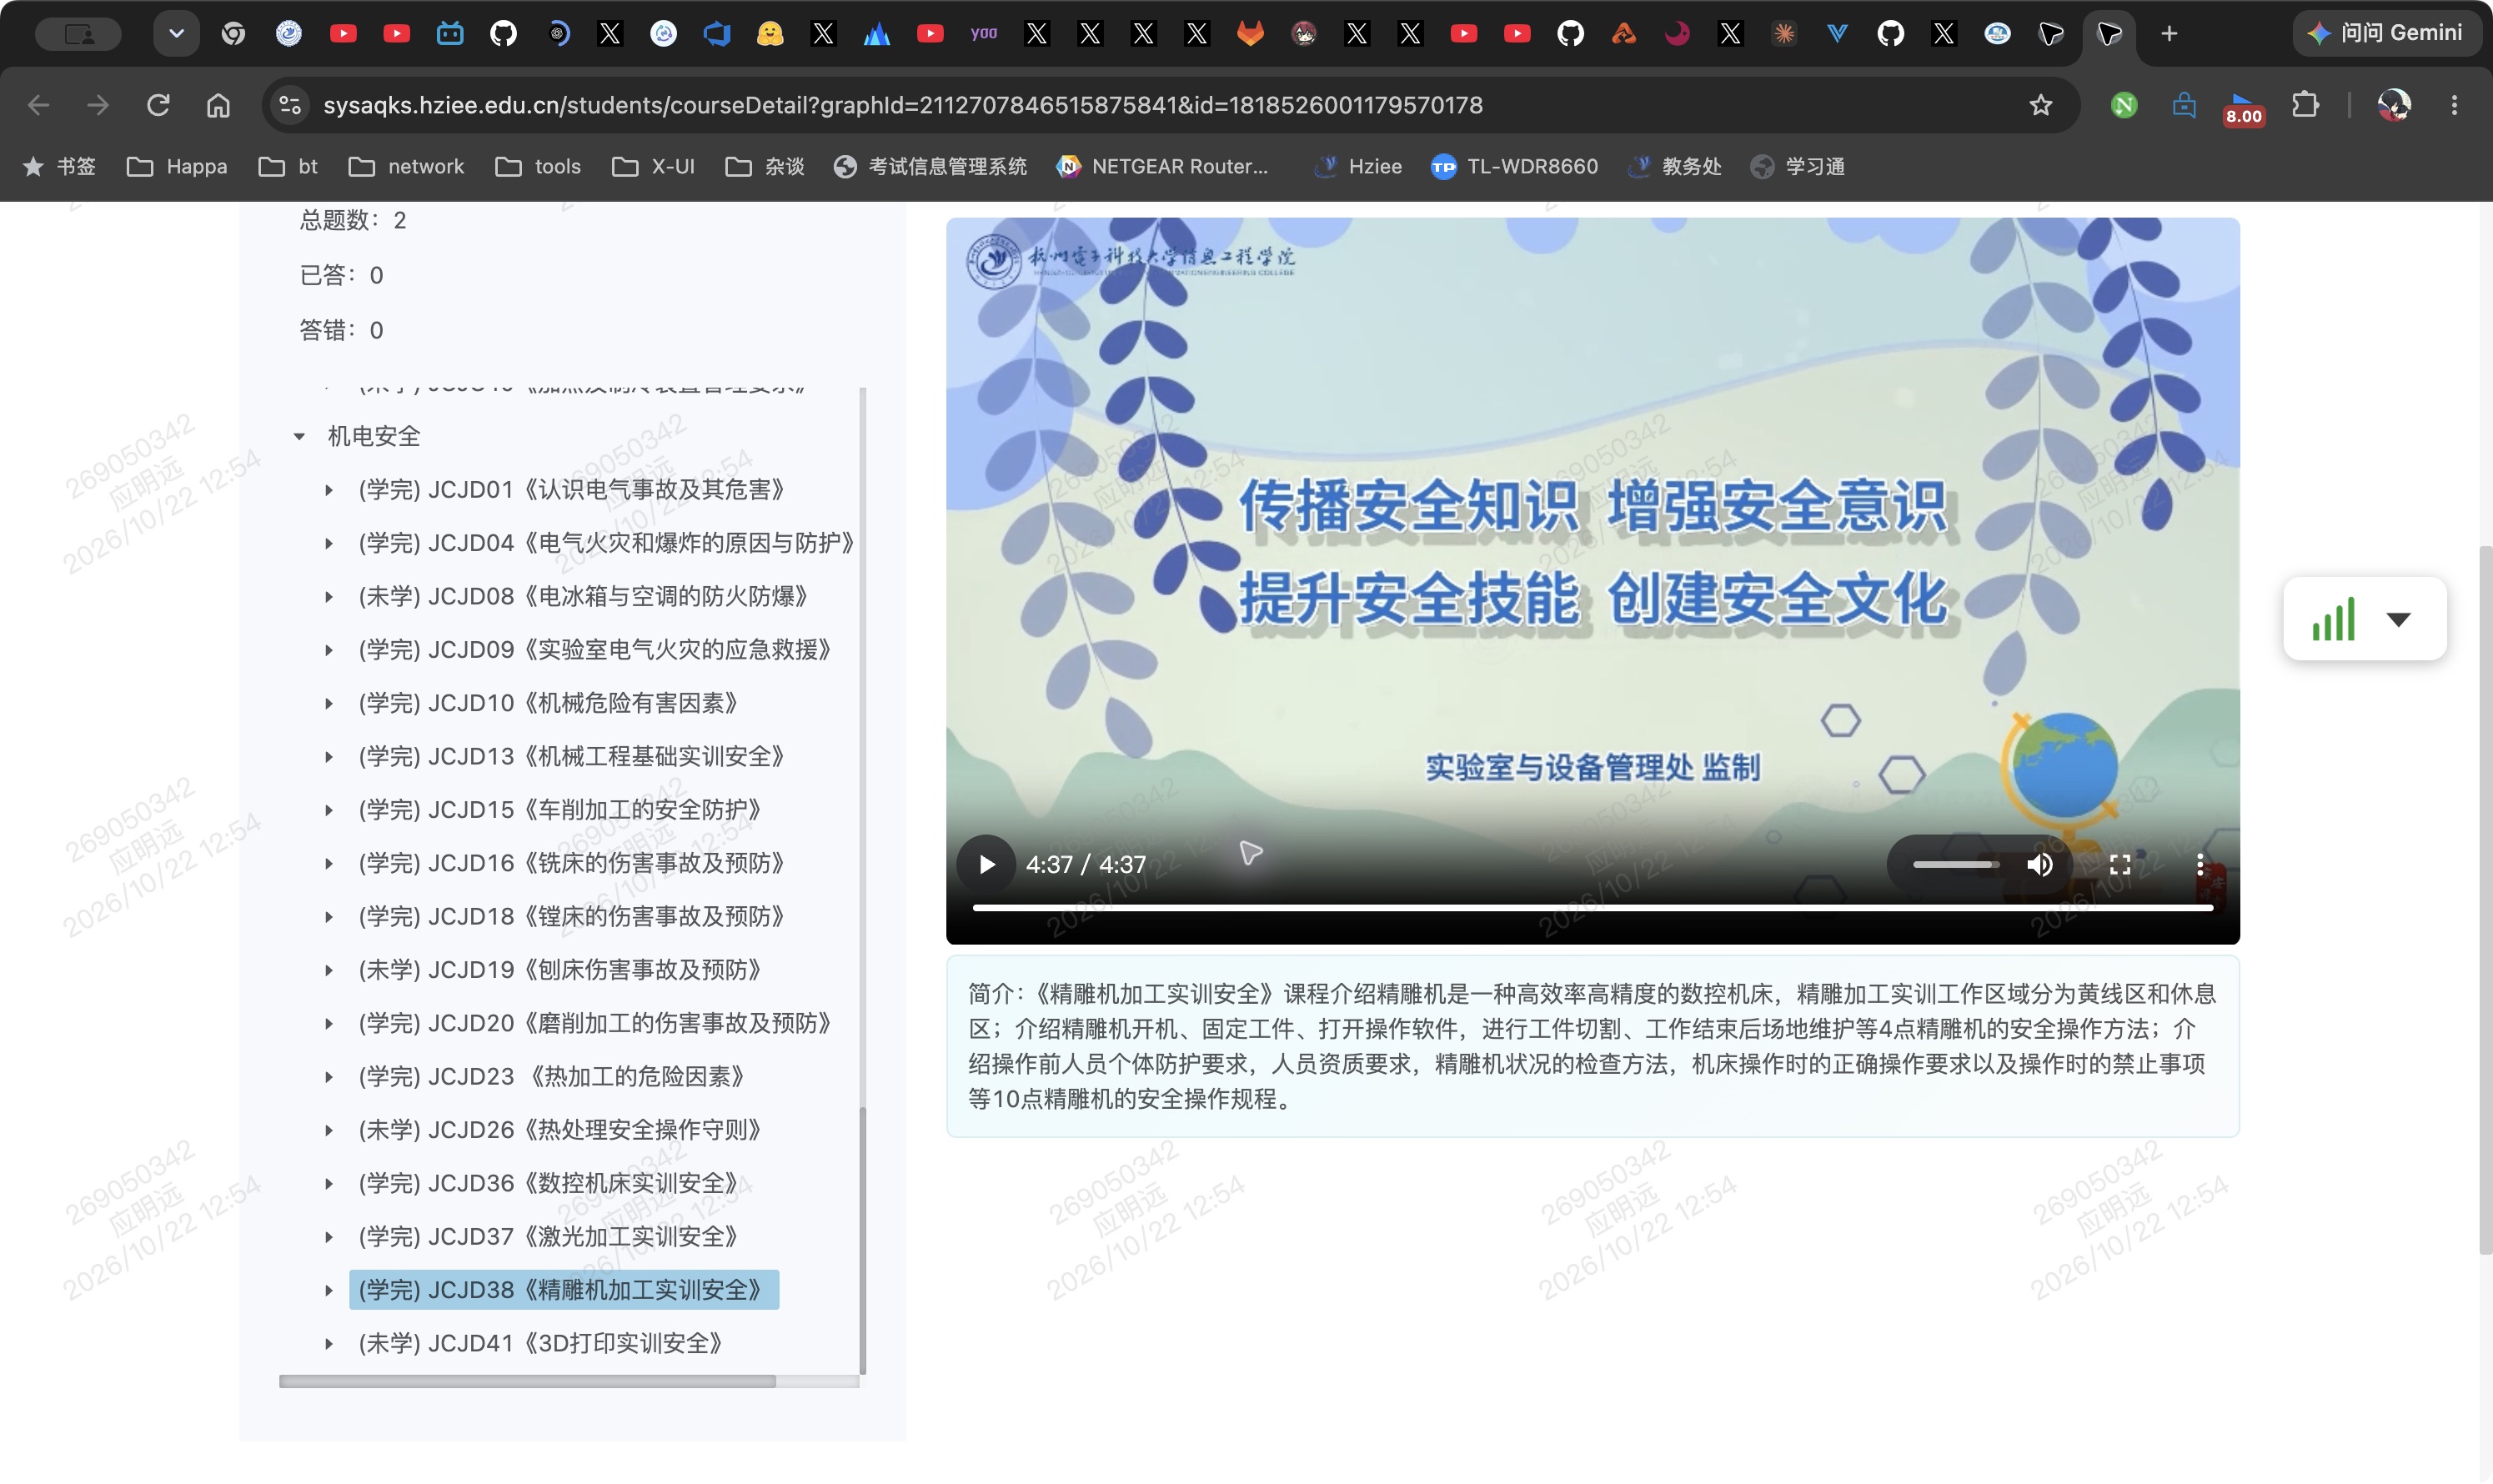 yoo
问问 Gemini
sysaqks.hziee.edu.cn/students/courseDetail?graphId=2112707846515875841&id=1818526001179570178
8.00
书签
Happa
bt
network
tools
X-UI
杂谈
考试信息管理系统
NETGEAR Router...
Hziee
TP
TL-WDR8660
教务处
学习通
总题数：2
已答：0
答错：0
机电安全
(学完) JCJD01《认识电气事故及其危害》
(学完) JCJD04《电气火灾和爆炸的原因与防护》
(未学) JCJD08《电冰箱与空调的防火防爆》
(学完) JCJD09《实验室电气火灾的应急救援》
(学完) JCJD10《机械危险有害因素》
(学完) JCJD13《机械工程基础实训安全》
(学完) JCJD15《车削加工的安全防护》
(学完) JCJD16《铣床的伤害事故及预防》
(学完) JCJD18《镗床的伤害事故及预防》
(未学) JCJD19《刨床伤害事故及预防》
(学完) JCJD20《磨削加工的伤害事故及预防》
(学完) JCJD23 《热加工的危险因素》
(未学) JCJD26《热处理安全操作守则》
(学完) JCJD36《数控机床实训安全》
(学完) JCJD37《激光加工实训安全》
(学完) JCJD38《精雕机加工实训安全》
(未学) JCJD41《3D打印实训安全》
杭州电子科技大学信息工程学院
传播安全知识 增强安全意识
提升安全技能 创建安全文化
实验室与设备管理处 监制
4:37 / 4:37
简介：《精雕机加工实训安全》课程介绍精雕机是一种高效率高精度的数控机床，精雕加工实训工作区域分为黄线区和休息
区；介绍精雕机开机、固定工件、打开操作软件，进行工件切割、工作结束后场地维护等4点精雕机的安全操作方法；介
绍操作前人员个体防护要求，人员资质要求，精雕机状况的检查方法，机床操作时的正确操作要求以及操作时的禁止事项
等10点精雕机的安全操作规程。
269050342
应明远
2026/10/22 12:54